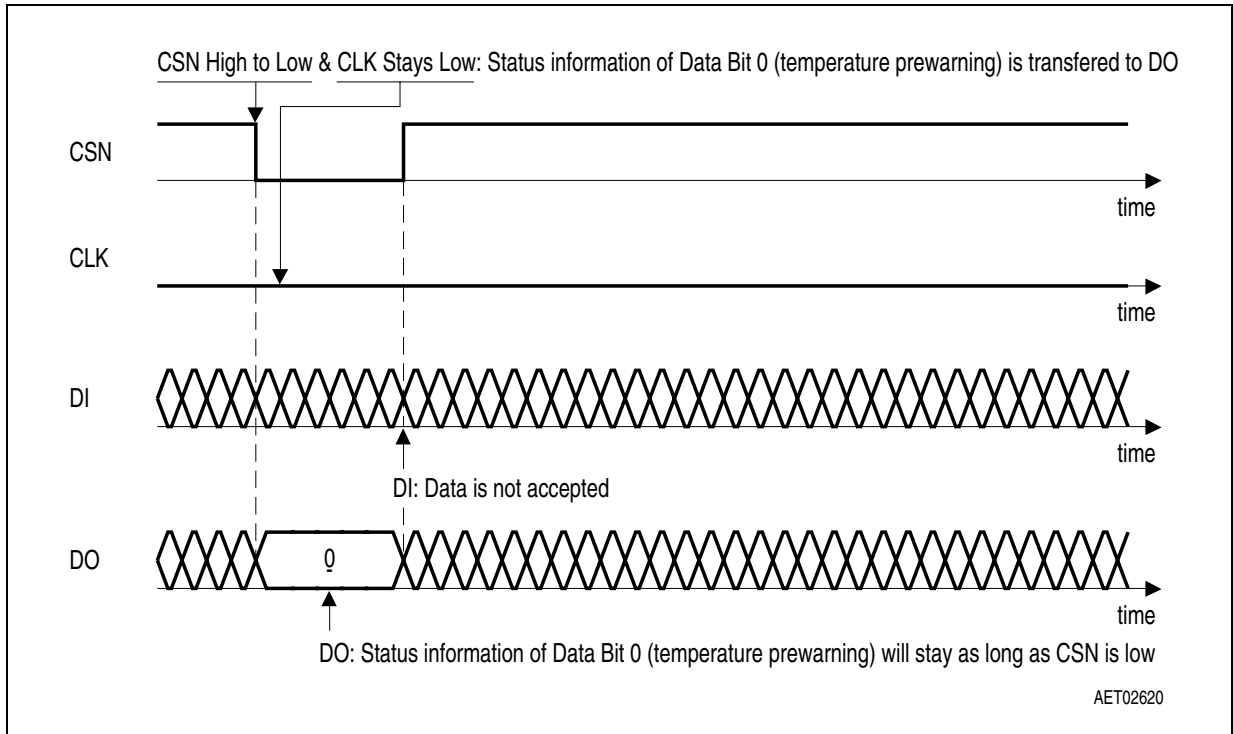 CSN High to Low & CLK Stays Low: Status information of Data Bit 0 (temperature prewarning) is transfered to DO
CSN
time
CLK
time
DI
time
DI: Data is not accepted
DO
0
time
DO: Status information of Data Bit 0 (temperature prewarning) will stay as long as CSN is low
AET02620